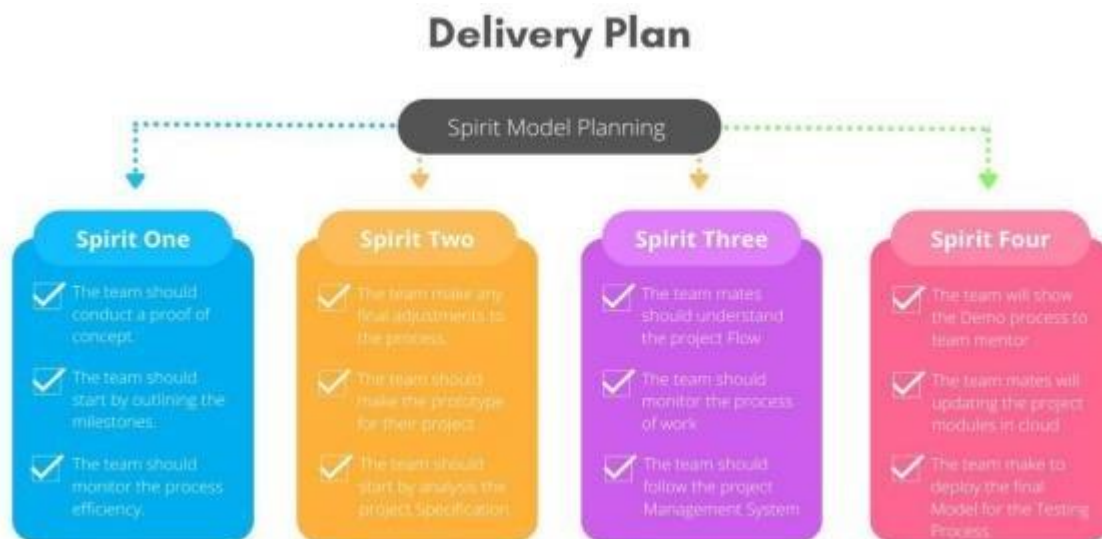 Delivery Plan
Spirit Model Planning
Spirit One
The team should
conduct a proof of
concept.
The team should
start by outlining the
milestones.
The team should
monitor the process
efficiency.
Spirit Two
The team make any
final adjustments to
the process.
The team should
make the prototype
for their project
The team should
start by analysis the
project Specification.
Spirit Three
The team mates
should understand
the project Flow
The team should
monitor the process
of work
The team should
follow the project
Management System
Spirit Four
The team will show
the Demo process to
team mentor
The team mates will
updating the project
modules in cloud
The team make to
deploy the final
Model for the Testing
Process